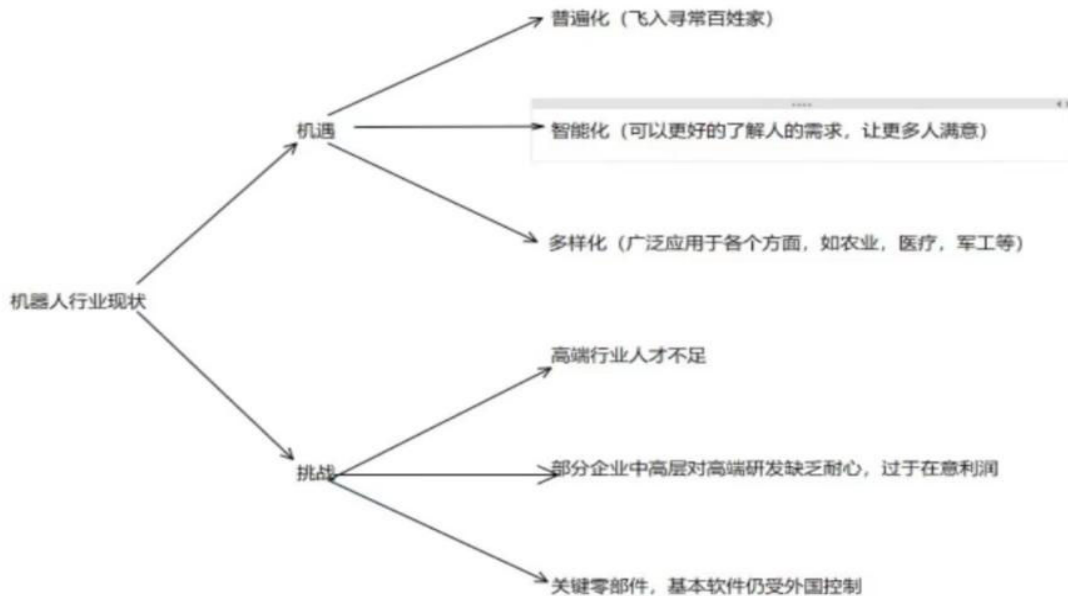 普遍化（飞入寻常百姓家）
机遇
智能化（可以更好的了解人的需求，让更多人满意）
多样化（广泛应用于各个方面，如农业，医疗，军工等）
机器人行业现状
高端行业人才不足
挑战
部分企业中高层对高端研发缺乏耐心，过于在意利润
关键零部件，基本软件仍受外国控制